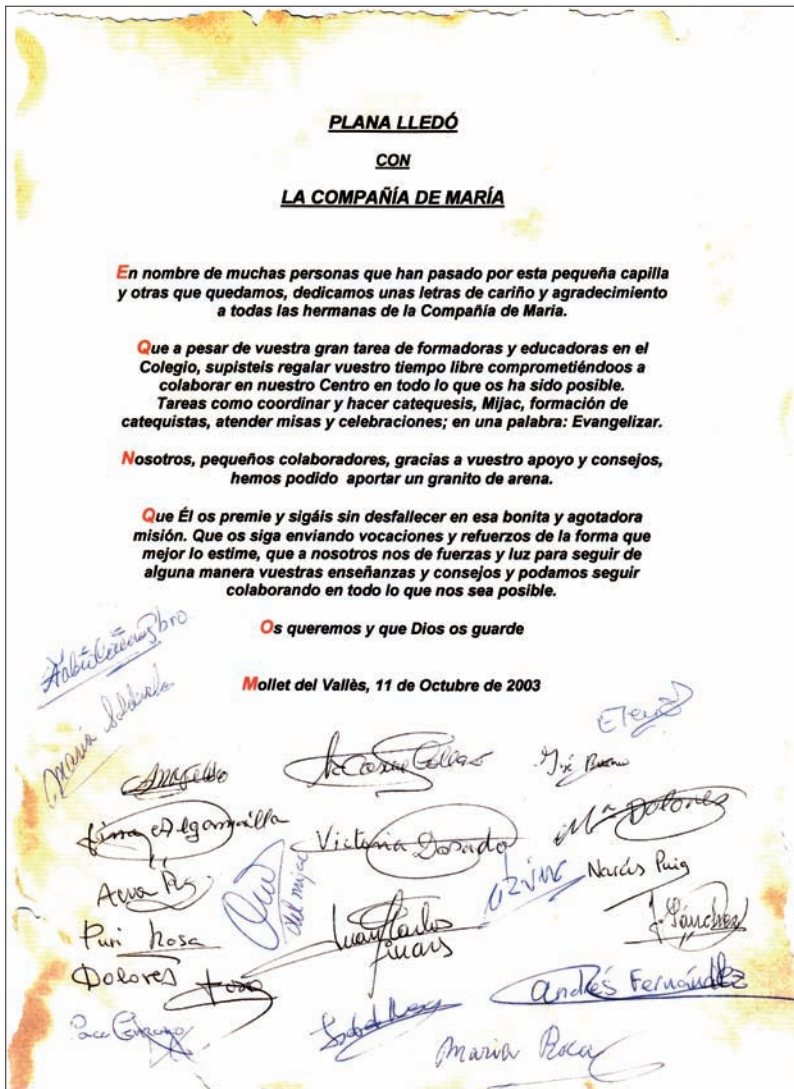 PLANA LLEDÓ
CON
LA COMPAÑÍA DE MARÍA
En nombre de muchas personas que han pasado por esta pequeña capilla
y otras que quedamos, dedicamos unas letras de cariño y agradecimiento
a todas las hermanas de la Compañía de María.
Que a pesar de vuestra gran tarea de formadoras y educadoras en el
Colegio, supisteis regalar vuestro tiempo libre comprometiéndoos a
colaborar en nuestro Centro en todo lo que os ha sido posible.
Tareas como coordinar y hacer catequesis, Mijac, formación de
catequistas, atender misas y celebraciones; en una palabra: Evangelizar.
Nosotros, pequeños colaboradores, gracias a vuestro apoyo y consejos,
hemos podido aportar un granito de arena.
Que Él os premie y sigáis sin desfallecer en esa bonita y agotadora
misión. Que os siga enviando vocaciones y refuerzos de la forma que
mejor lo estime, que a nosotros nos de fuerzas y luz para seguir de
alguna manera vuestras enseñanzas y consejos y podamos seguir
colaborando en todo lo que nos sea posible.
Os queremos y que Dios os guarde
Mollet del Vallès, 11 de Octubre de 2003
María
Elena
Victoria Dorado
Mª Dolores
del mijac
Narcís Puig
Puri Rosa
Juan Carlos
Sánchez
Dolores
Andrés Fernández
Paco
Isabel
Maria Roca